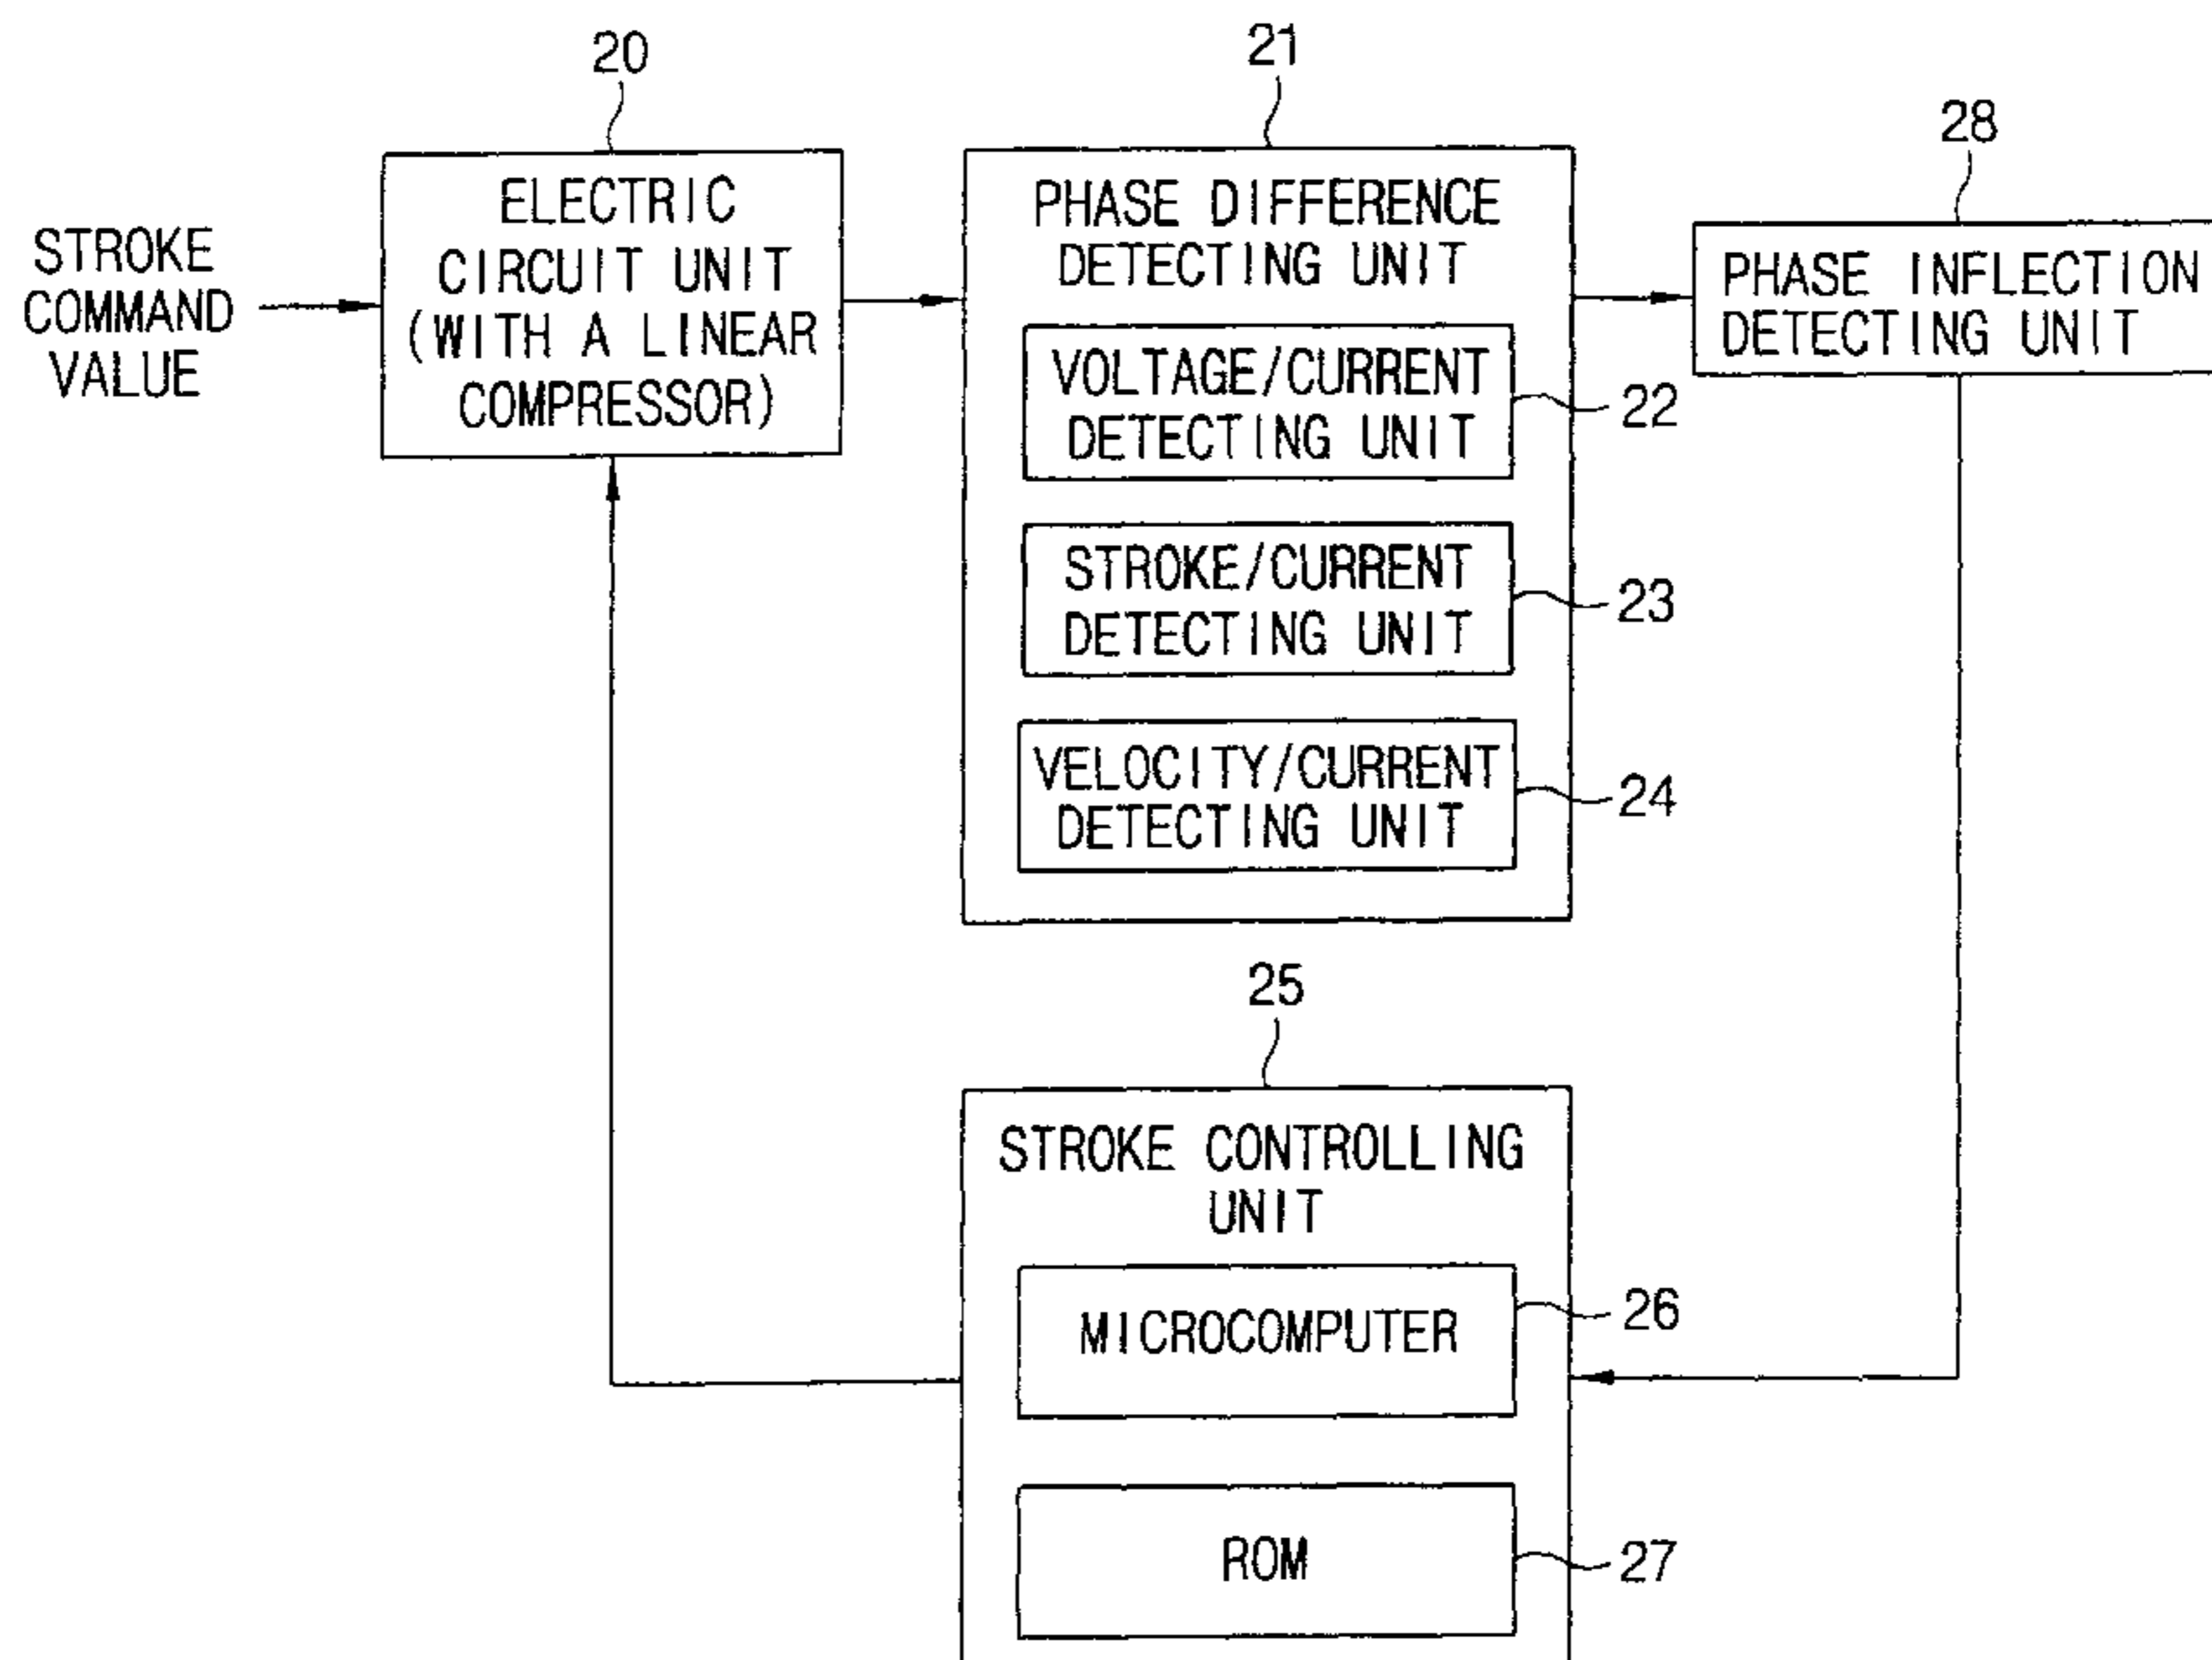 20
21
28
STROKE
COMMAND
VALUE
ELECTRIC
CIRCUIT UNIT
(WITH A LINEAR
COMPRESSOR)
PHASE DIFFERENCE
DETECTING UNIT
VOLTAGE/CURRENT
DETECTING UNIT
22
STROKE/CURRENT
DETECTING UNIT
23
VELOCITY/CURRENT
DETECTING UNIT
24
PHASE INFLECTION
DETECTING UNIT
25
STROKE CONTROLLING
UNIT
MICROCOMPUTER
26
ROM
27